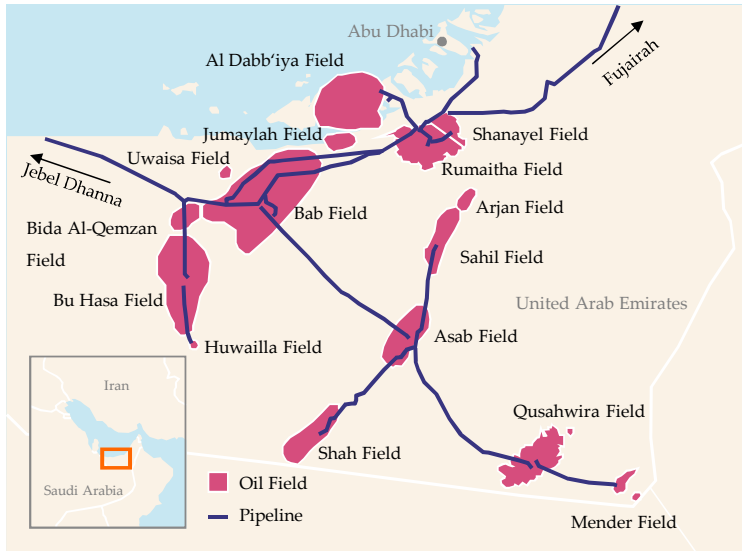 Abu Dhabi
Al Dabb‘iya Field
Fujairah
Jumaylah Field
Shanayel Field
Uwaisa Field
Rumaitha Field
Jebel Dhanna
Arjan Field
Bab Field
Bida Al-Qemzan
Field
Sahil Field
Bu Hasa Field
United Arab Emirates
Asab Field
Huwailla Field
Iran
Qusahwira Field
Shah Field
Oil Field
Saudi Arabia
Pipeline
Mender Field